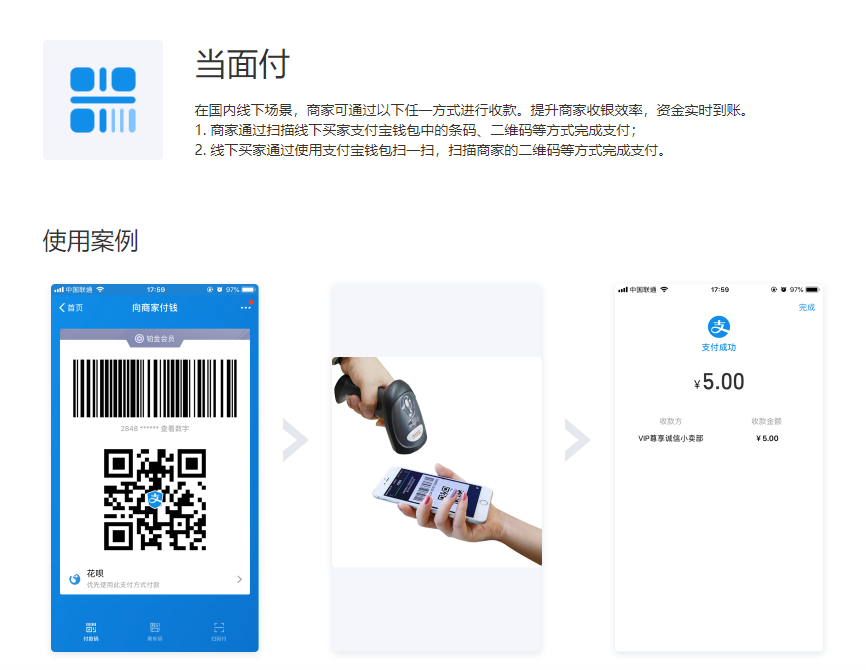 当面付
在国内线下场景，商家可通过以下任一方式进行收款。提升商家收银效率，资金实时到账。
1. 商家通过扫描线下买家支付宝钱包中的条码、二维码等方式完成支付；
2. 线下买家通过使用支付宝钱包扫一扫，扫描商家的二维码等方式完成支付。
使用案例
中国联通 17:59 97%
首页 向商家付钱
铂金会员
2848 ****** 查看数字
支
花呗
优先使用此支付方式付款
付款码
扫码付
中国联通 17:59 97%
完成
支
支付成功
¥5.00
收款方 收款金额
VIP尊享诚信小卖部 ¥ 5.00